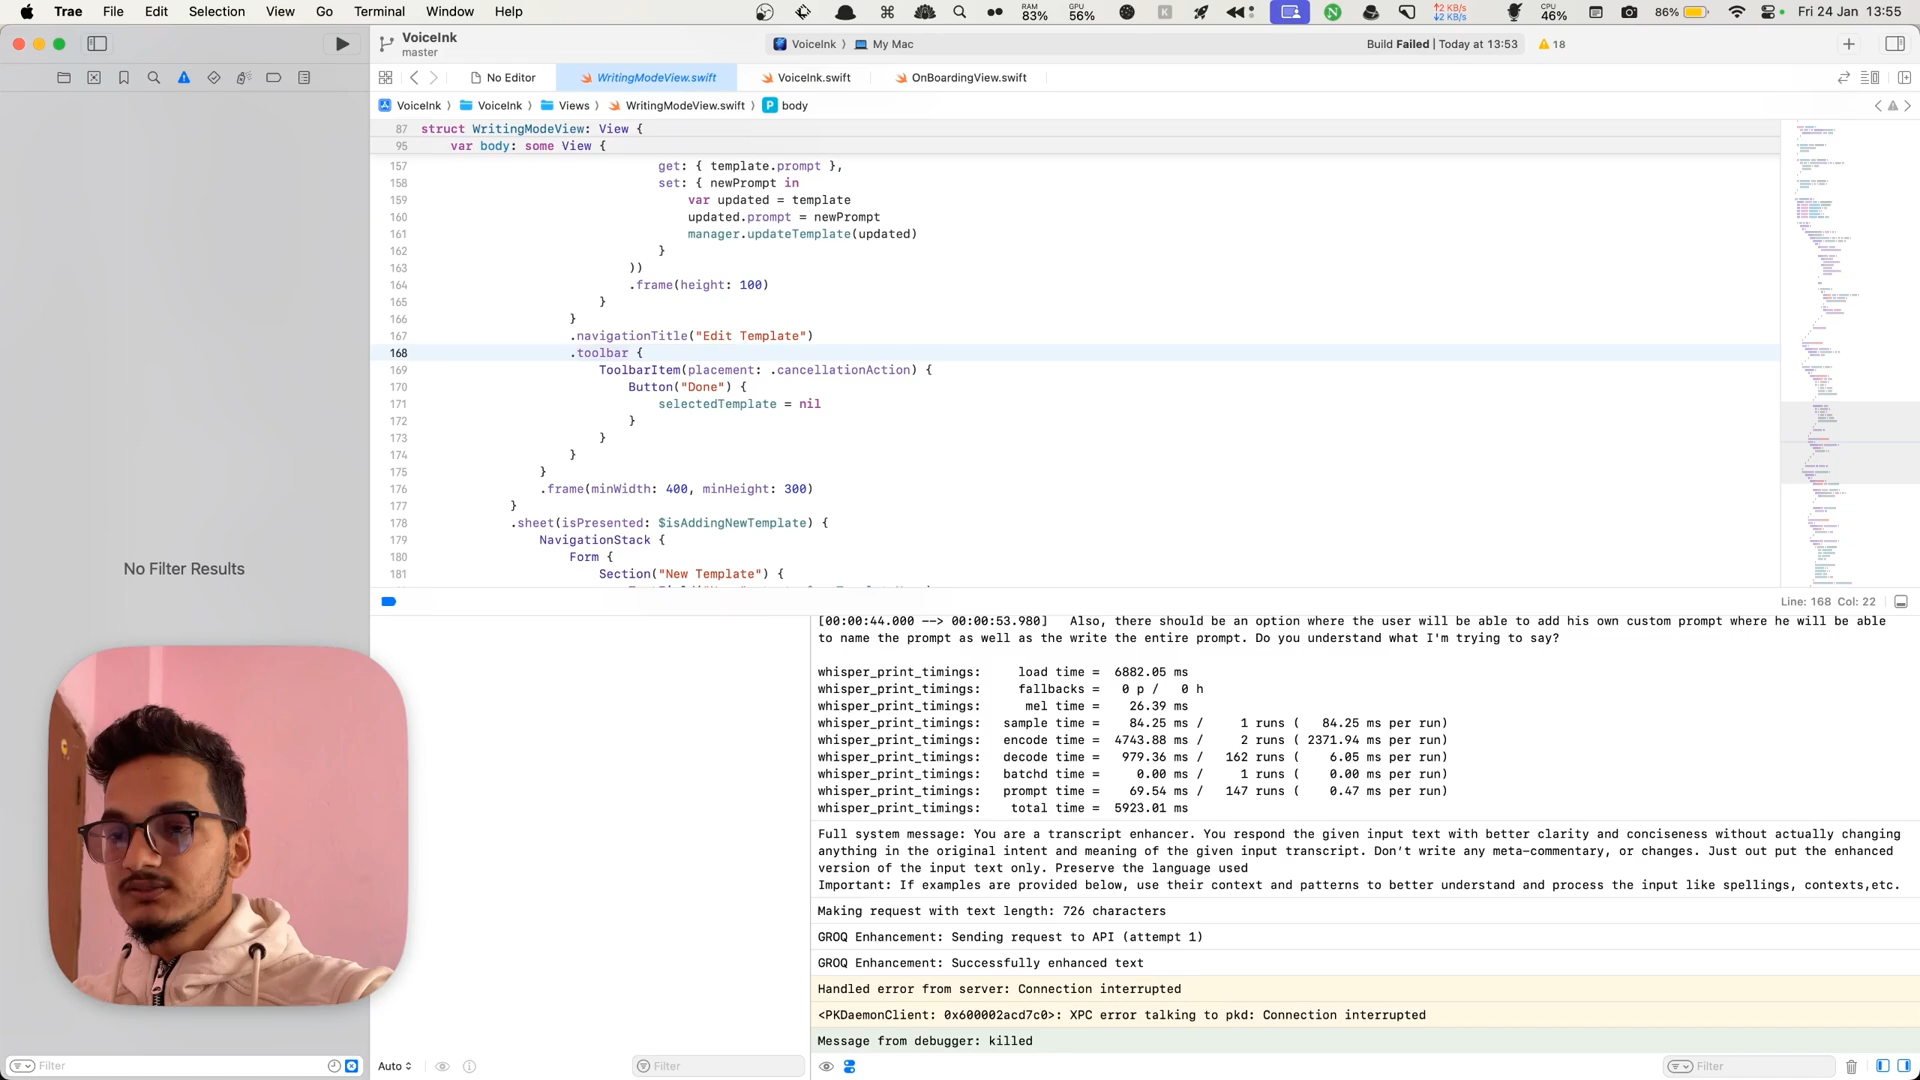 Trae File Edit Selection View Go Terminal Window Help
RAM 83% GPU 56% K N 2 KB/s 2 KB/s CPU 46% 86% Fri 24 Jan 13:55
VoiceInk
master
VoiceInk My Mac
Build Failed | Today at 13:53 18
No Editor WritingModeView.swift VoiceInk.swift OnBoardingView.swift
VoiceInk VoiceInk Views WritingModeView.swift P body
87 struct WritingModeView: View {
95 var body: some View {
157 get: { template.prompt },
158 set: { newPrompt in
159 var updated = template
160 updated.prompt = newPrompt
161 manager.updateTemplate(updated)
162 }
163 ))
164 .frame(height: 100)
165 }
166 }
167 .navigationTitle("Edit Template")
168 .toolbar {
169 ToolbarItem(placement: .cancellationAction) {
170 Button("Done") {
171 selectedTemplate = nil
172 }
173 }
174 }
175 }
176 .frame(minWidth: 400, minHeight: 300)
177 }
178 .sheet(isPresented: $isAddingNewTemplate) {
179 NavigationStack {
180 Form {
181 Section("New Template") {
No Filter Results
Line: 168 Col: 22
[00:00:44.000 --> 00:00:53.980] Also, there should be an option where the user will be able to add his own custom prompt where he will be able
to name the prompt as well as the write the entire prompt. Do you understand what I'm trying to say?
whisper_print_timings: load time = 6882.05 ms
whisper_print_timings: fallbacks = 0 p / 0 h
whisper_print_timings: mel time = 26.39 ms
whisper_print_timings: sample time = 84.25 ms / 1 runs ( 84.25 ms per run)
whisper_print_timings: encode time = 4743.88 ms / 2 runs ( 2371.94 ms per run)
whisper_print_timings: decode time = 979.36 ms / 162 runs ( 6.05 ms per run)
whisper_print_timings: batchd time = 0.00 ms / 1 runs ( 0.00 ms per run)
whisper_print_timings: prompt time = 69.54 ms / 147 runs ( 0.47 ms per run)
whisper_print_timings: total time = 5923.01 ms
Full system message: You are a transcript enhancer. You respond the given input text with better clarity and conciseness without actually changing
anything in the original intent and meaning of the given input transcript. Don't write any meta-commentary, or changes. Just out put the enhanced
version of the input text only. Preserve the language used
Important: If examples are provided below, use their context and patterns to better understand and process the input like spellings, contexts,etc.
Making request with text length: 726 characters
GROQ Enhancement: Sending request to API (attempt 1)
GROQ Enhancement: Successfully enhanced text
Handled error from server: Connection interrupted
<PKDaemonClient: 0x600002acd7c0>: XPC error talking to pkd: Connection interrupted
Message from debugger: killed
Filter Auto Filter Filter